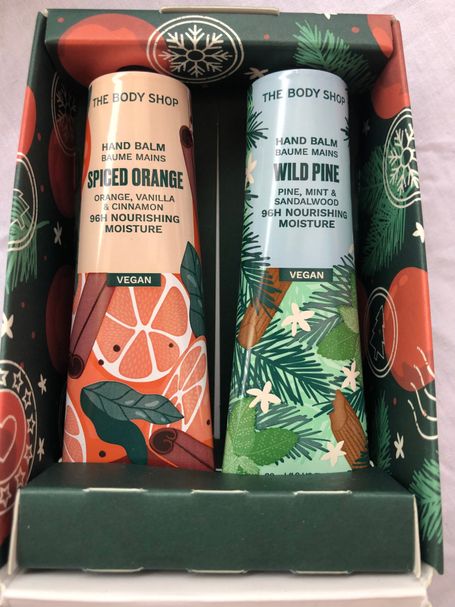 THE BODY SHOP
HAND BALM
BAUME MAINS
SPICED ORANGE
ORANGE, VANILLA
& CINNAMON
96H NOURISHING
MOISTURE
VEGAN
THE BODY SHOP
HAND BALM
BAUME MAINS
WILD PINE
PINE, MINT &
SANDALWOOD
96H NOURISHING
MOISTURE
VEGAN